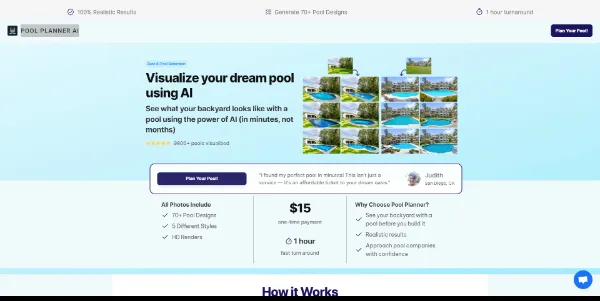 100% Realistic Results
Generate 70+ Pool Designs
1 hour turnaround
POOL PLANNER AI
Plan Your Pool!
Visualize your dream pool
using AI
See what your backyard looks like with a
pool using the power of AI (in minutes, not
months)
pools visualized
Plan Your Pool!
"I found my perfect pool in minutes! This isn't just a
service — it's an affordable ticket to your dream oasis."
Judith
San Diego, CA
All Photos Include
70+ Pool Designs
5 Different Styles
HD Renders
$15
one-time payment
1 hour
fast turn around
Why Choose Pool Planner?
See your backyard with a
pool before you build it
Realistic results
Approach pool companies
with confidence
How it Works